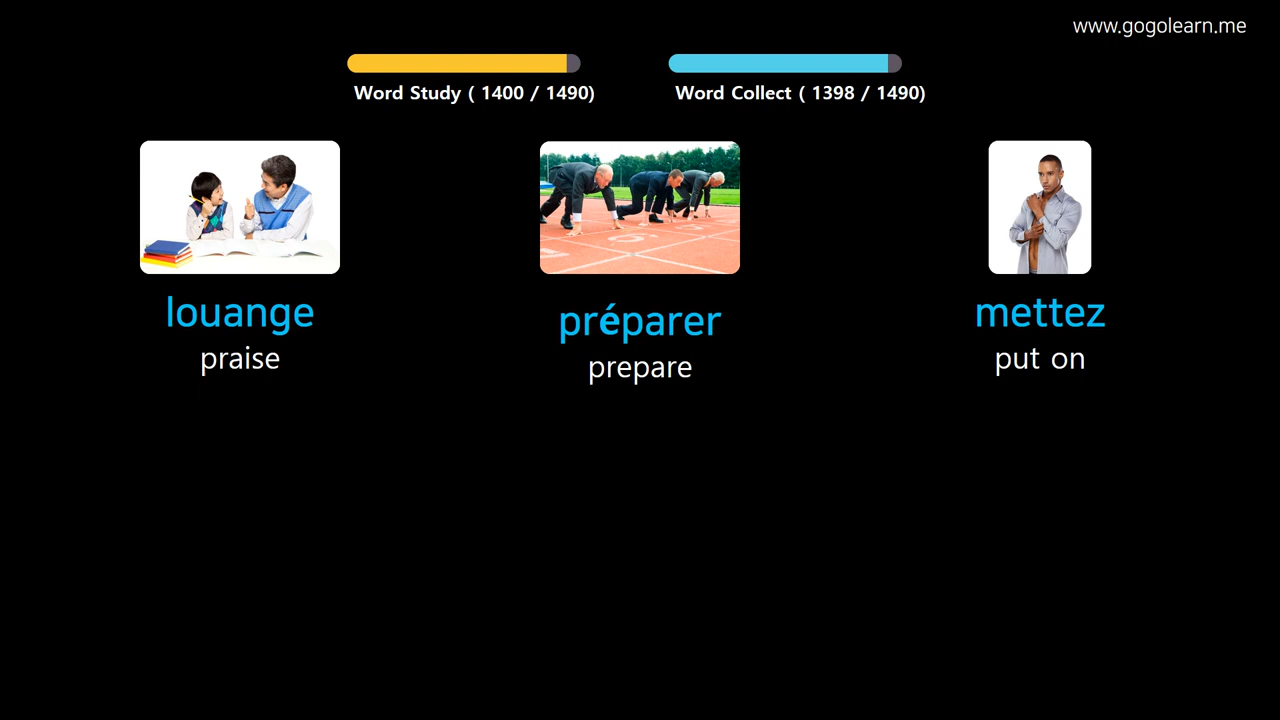 www.gogolearn.me
Word Study ( 1400 / 1490)
Word Collect ( 1398 / 1490)
louange
praise
préparer
prepare
mettez
put on